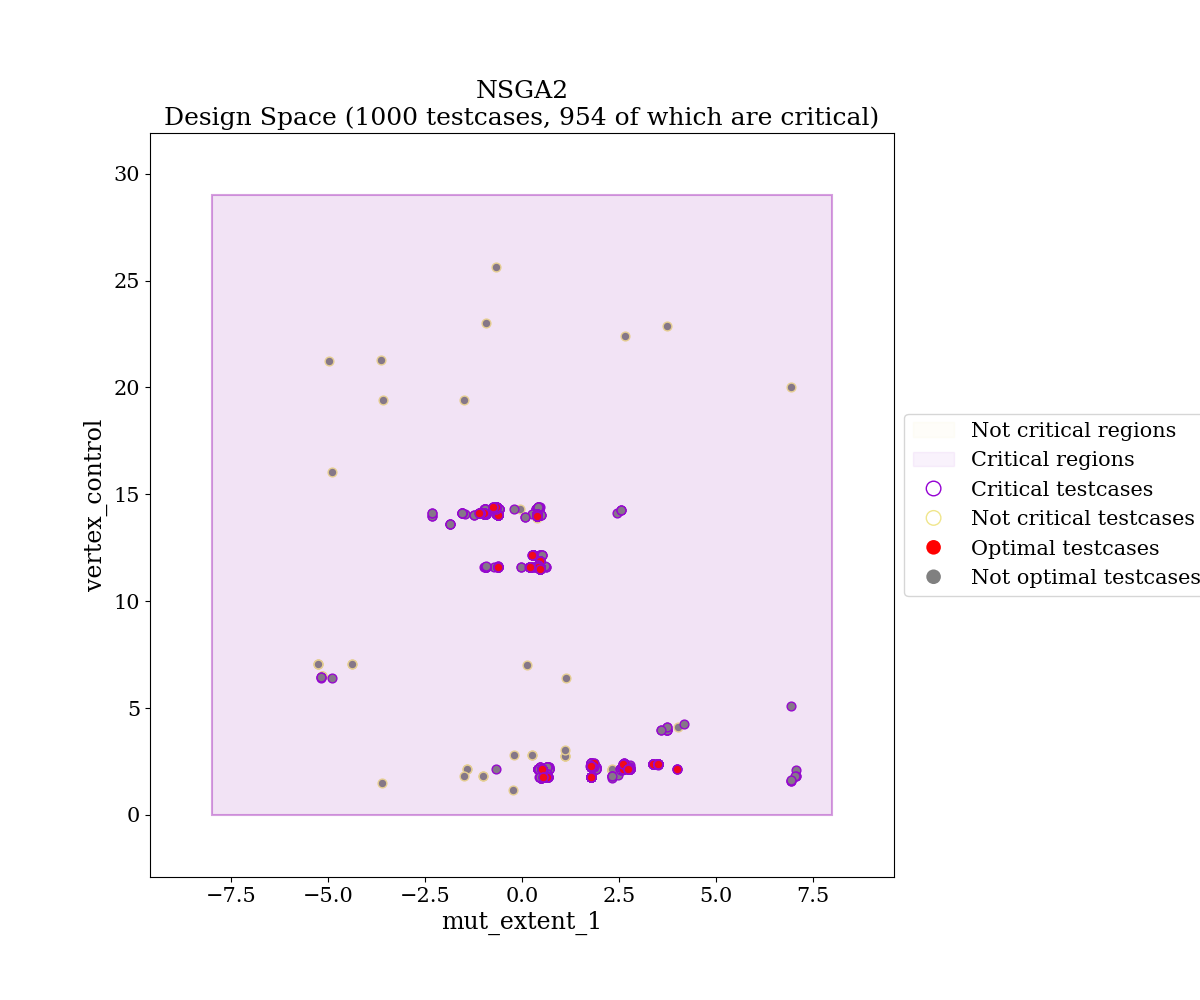 NSGA2
Design Space (1000 testcases, 954 of which are critical)
30
25
20
15
10
5
0
vertex_control
−7.5 −5.0 −2.5 0.0 2.5 5.0 7.5
mut_extent_1
Not critical regions
Critical regions
Critical testcases
Not critical testcases
Optimal testcases
Not optimal testcases